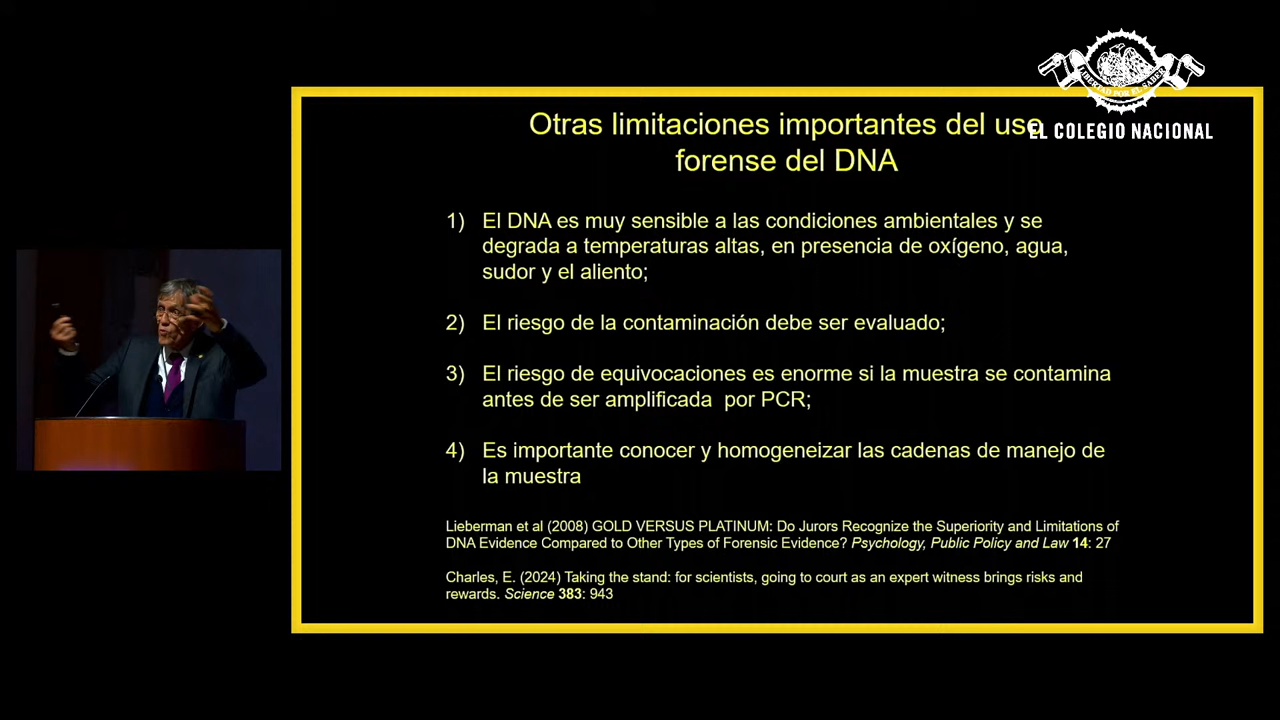 LIBERTAD POR EL SABER
EL COLEGIO NACIONAL
Otras limitaciones importantes del uso
forense del DNA
1) El DNA es muy sensible a las condiciones ambientales y se
degrada a temperaturas altas, en presencia de oxígeno, agua,
sudor y el aliento;
2) El riesgo de la contaminación debe ser evaluado;
3) El riesgo de equivocaciones es enorme si la muestra se contamina
antes de ser amplificada por PCR;
4) Es importante conocer y homogeneizar las cadenas de manejo de
la muestra
Lieberman et al (2008) GOLD VERSUS PLATINUM: Do Jurors Recognize the Superiority and Limitations of
DNA Evidence Compared to Other Types of Forensic Evidence? Psychology, Public Policy and Law 14: 27
Charles, E. (2024) Taking the stand: for scientists, going to court as an expert witness brings risks and
rewards. Science 383: 943